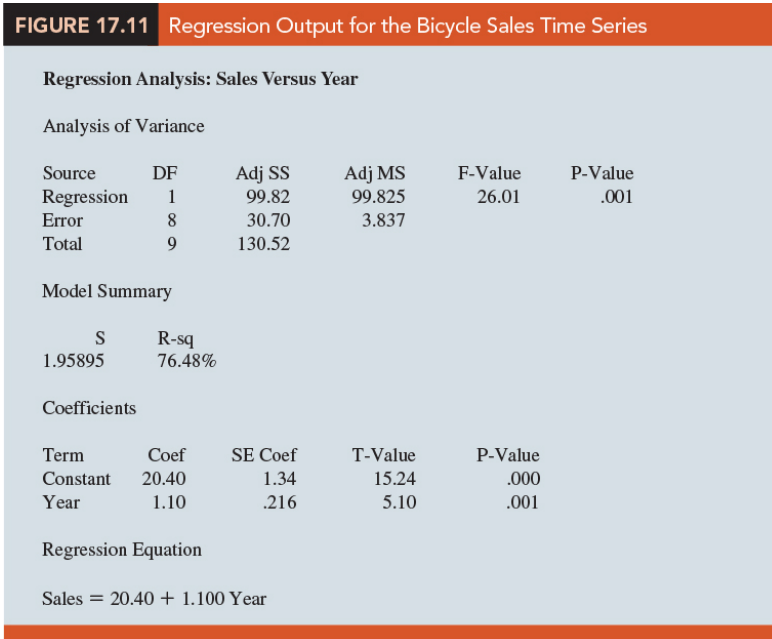 FIGURE 17.11 Regression Output for the Bicycle Sales Time Series
Regression Analysis: Sales Versus Year
Analysis of Variance
Source DF Adj SS Adj MS F-Value P-Value
Regression 1 99.82 99.825 26.01 .001
Error 8 30.70 3.837
Total 9 130.52
Model Summary
S R-sq
1.95895 76.48%
Coefficients
Term Coef SE Coef T-Value P-Value
Constant 20.40 1.34 15.24 .000
Year 1.10 .216 5.10 .001
Regression Equation
Sales = 20.40 + 1.100 Year